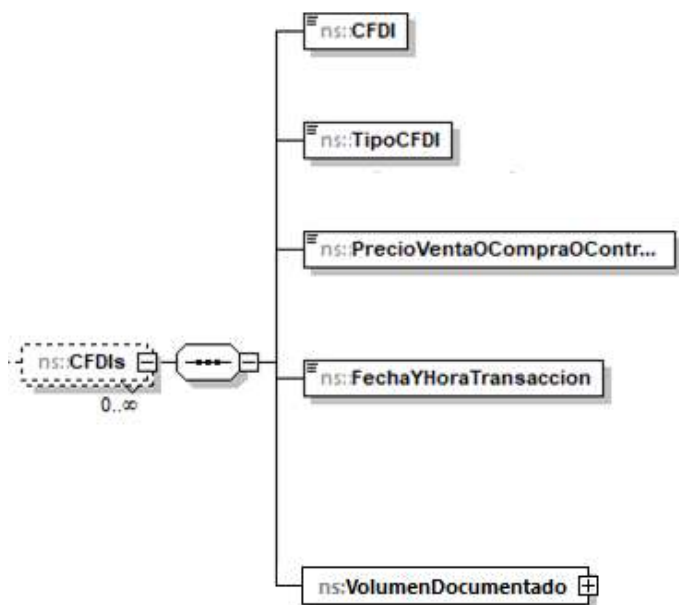 ns::CFDI
ns::TipoCFDI
ns::PrecioVentaOCompraOContr...
ns::CFDIs
0..∞
ns::FechaYHoraTransaccion
ns:VolumenDocumentado